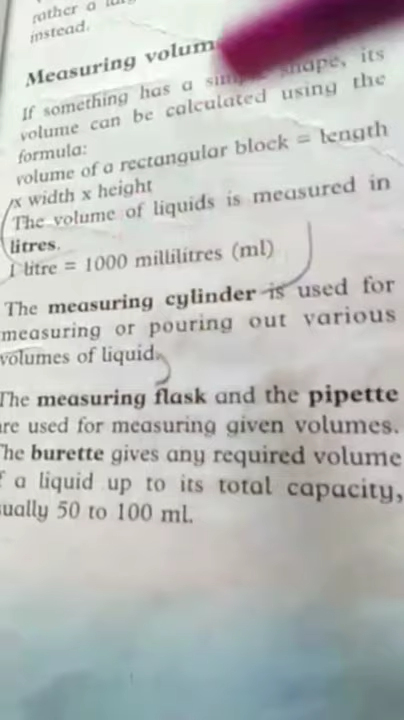 rather a
instead.
Measuring volum
If something has a simple shape, its
volume can be calculated using the
formula:
volume of a rectangular block = length
x width x height
The volume of liquids is measured in
litres.
1 litre = 1000 millilitres (ml)
The measuring cylinder is used for
measuring or pouring out various
volumes of liquid.
The measuring flask and the pipette
are used for measuring given volumes.
The burette gives any required volume
f a liquid up to its total capacity,
sually 50 to 100 ml.